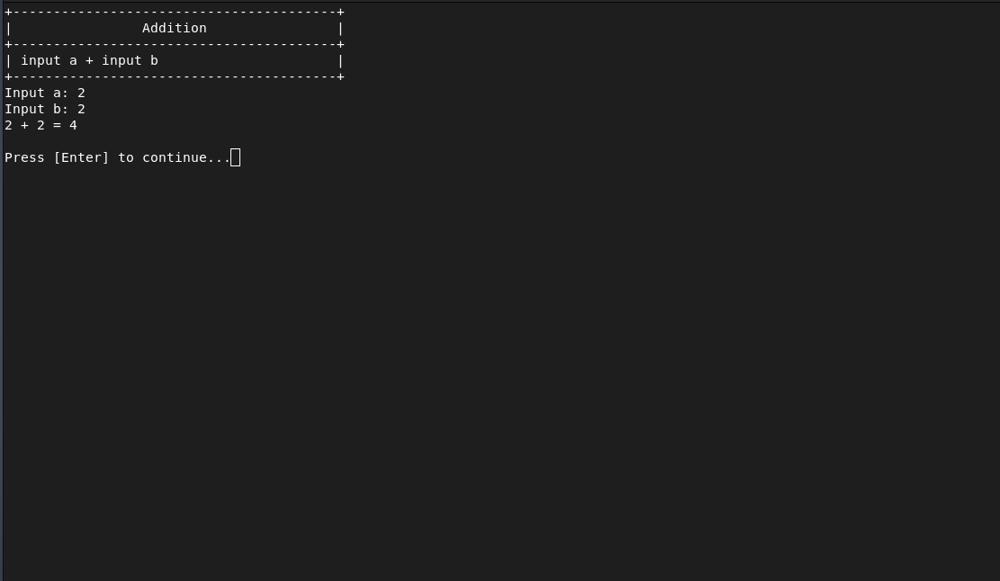 +----------------------------------------+
|                Addition                |
+----------------------------------------+
| input a + input b                      |
+----------------------------------------+
Input a: 2
Input b: 2
2 + 2 = 4

Press [Enter] to continue...